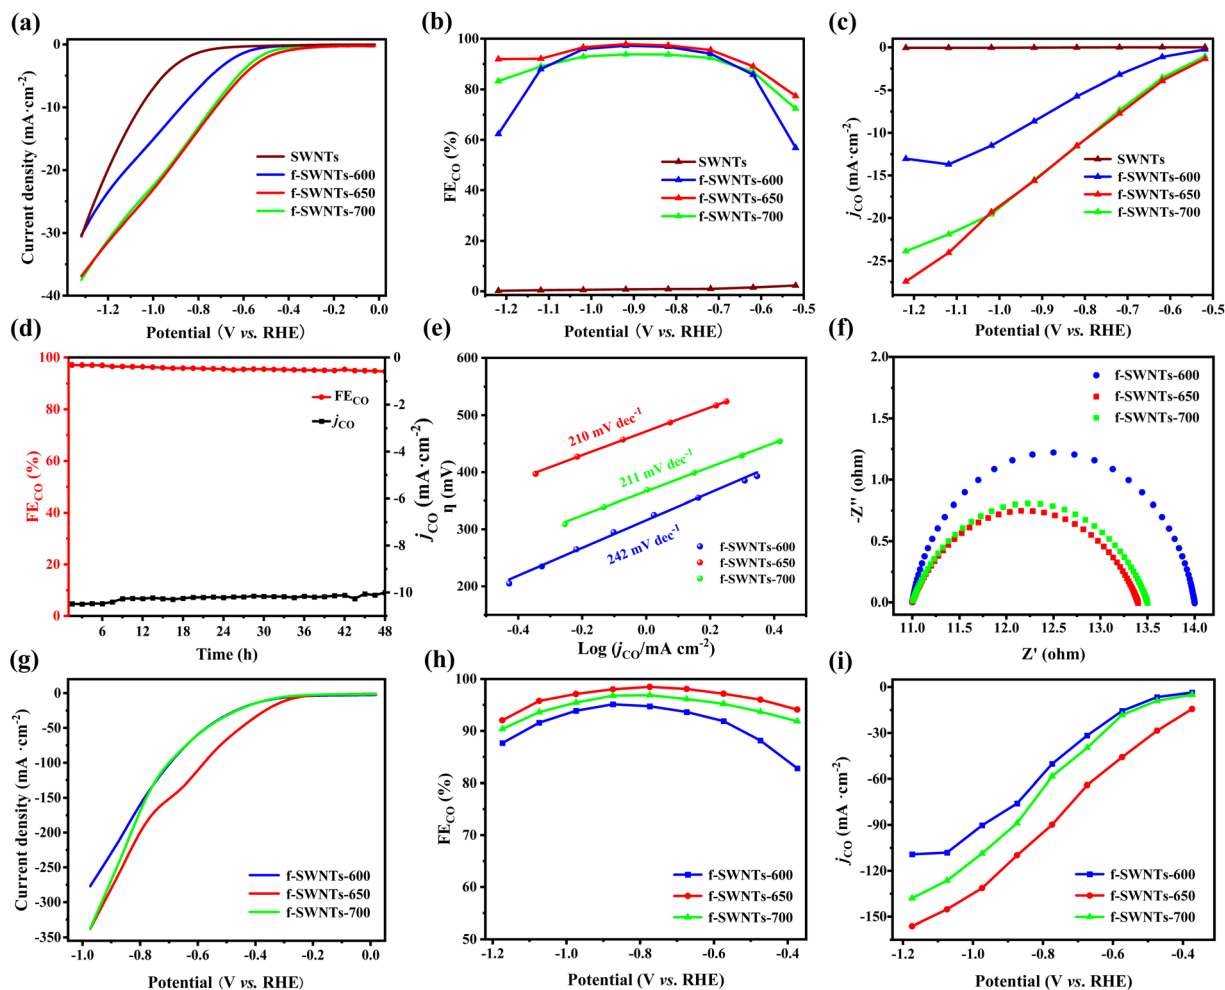 (a)
0
-10
-20
-30
-40
Current density (mA·cm⁻²)
SWNTs
f-SWNTs-600
f-SWNTs-650
f-SWNTs-700
-1.2
-1.0
-0.8
-0.6
-0.4
-0.2
0.0
Potential (V vs. RHE)
(b)
100
80
60
40
20
0
FE_CO (%)
SWNTs
f-SWNTs-600
f-SWNTs-650
f-SWNTs-700
-1.2
-1.1
-1.0
-0.9
-0.8
-0.7
-0.6
-0.5
Potential (V vs. RHE)
(c)
0
-5
-10
-15
-20
-25
j_CO (mA·cm⁻²)
SWNTs
f-SWNTs-600
f-SWNTs-650
f-SWNTs-700
-1.2
-1.1
-1.0
-0.9
-0.8
-0.7
-0.6
-0.5
Potential (V vs. RHE)
(d)
100
80
60
40
20
0
FE_CO (%)
FE_CO
j_CO
0
-2
-4
-6
-8
-10
j_CO (mA·cm⁻²)
6
12
18
24
30
36
42
48
Time (h)
(e)
600
500
400
300
200
η (mV)
210 mV dec⁻¹
211 mV dec⁻¹
242 mV dec⁻¹
f-SWNTs-600
f-SWNTs-650
f-SWNTs-700
-0.4
-0.2
0.0
0.2
0.4
Log (j_CO/mA cm⁻²)
(f)
2.0
1.5
1.0
0.5
0.0
-Z'' (ohm)
f-SWNTs-600
f-SWNTs-650
f-SWNTs-700
11.0
11.5
12.0
12.5
13.0
13.5
14.0
Z' (ohm)
(g)
0
-50
-100
-150
-200
-250
-300
-350
Current density (mA ·cm⁻²)
f-SWNTs-600
f-SWNTs-650
f-SWNTs-700
-1.0
-0.8
-0.6
-0.4
-0.2
0.0
Potential (V vs. RHE)
(h)
100
90
80
70
60
50
FE_CO (%)
f-SWNTs-600
f-SWNTs-650
f-SWNTs-700
-1.2
-1.0
-0.8
-0.6
-0.4
Potential (V vs. RHE)
(i)
0
-30
-60
-90
-120
-150
j_CO (mA ·cm⁻²)
f-SWNTs-600
f-SWNTs-650
f-SWNTs-700
-1.2
-1.0
-0.8
-0.6
-0.4
Potential (V vs. RHE)